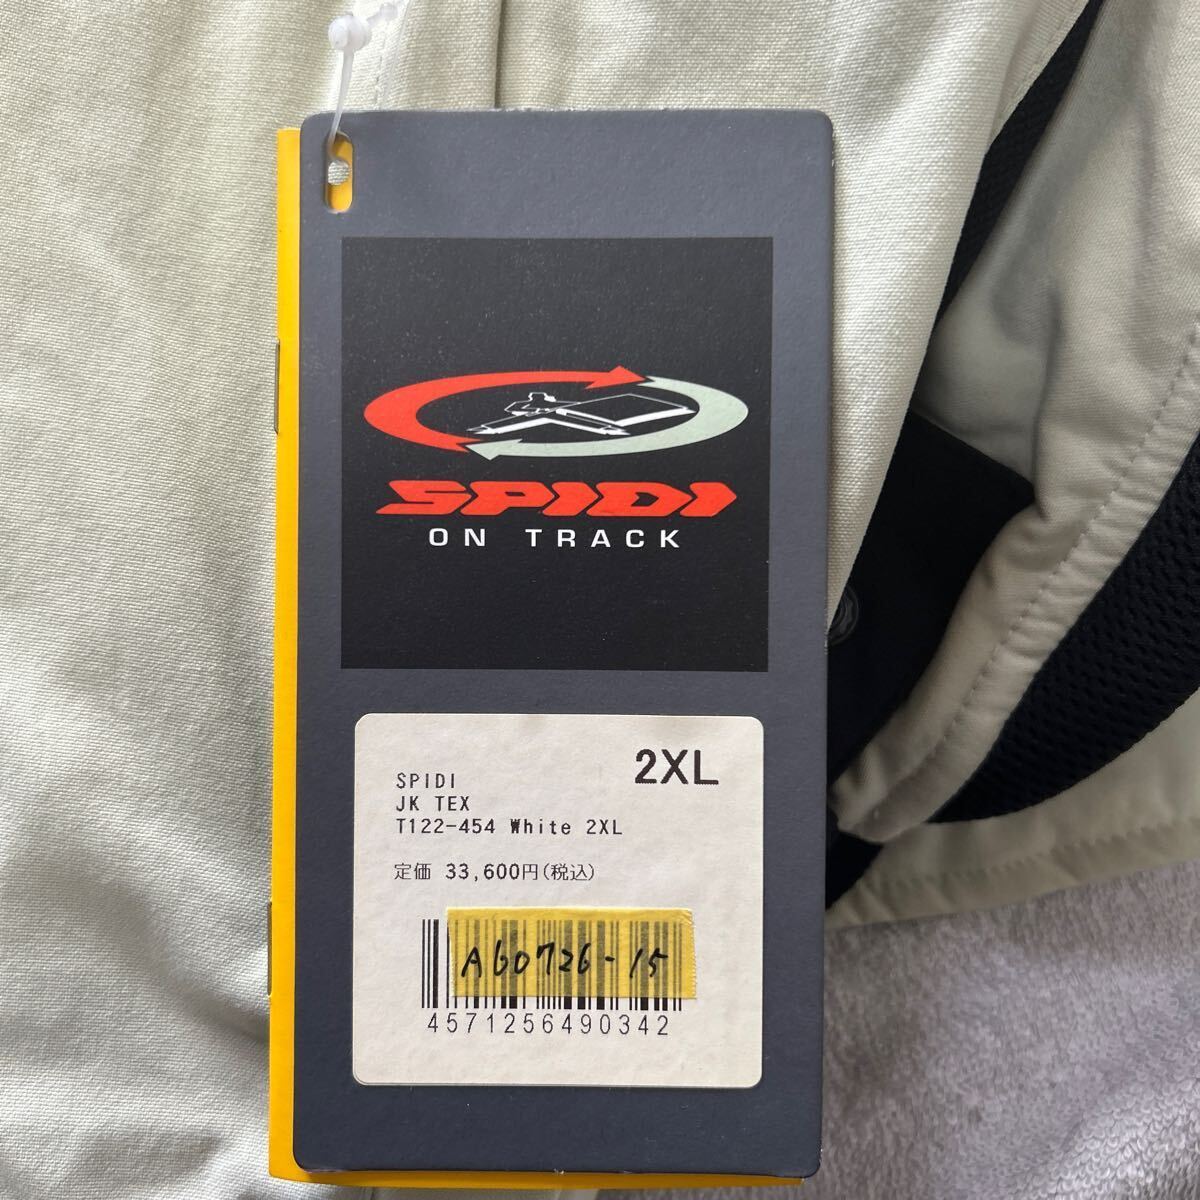 SPIDI
ON TRACK
2XL
SPIDI
JK TEX
T122-454 White 2XL
定価 33,600円(税込)
A60726-15
4571256490342